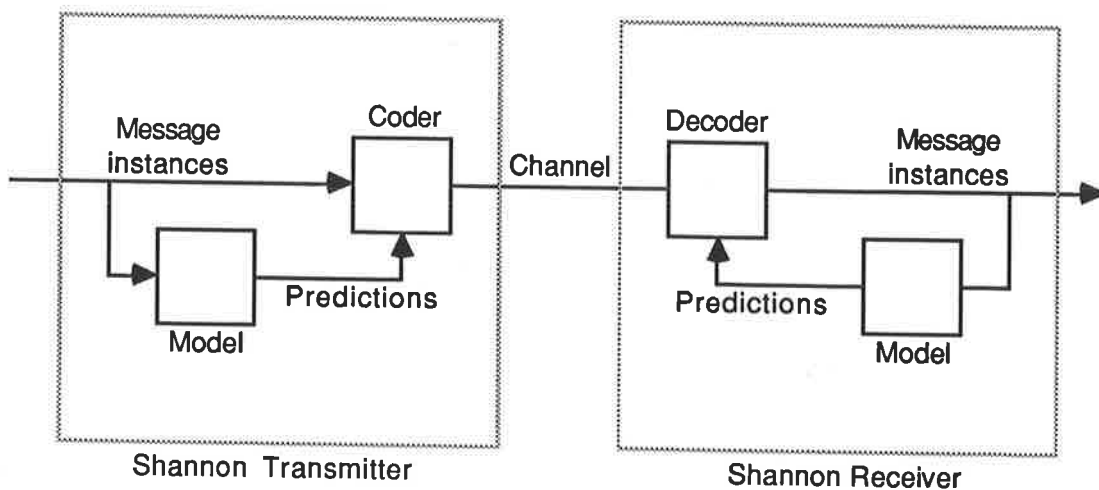 Message
instances
Coder
Predictions
Model
Shannon Transmitter
Channel
Decoder
Message
instances
Predictions
Model
Shannon Receiver